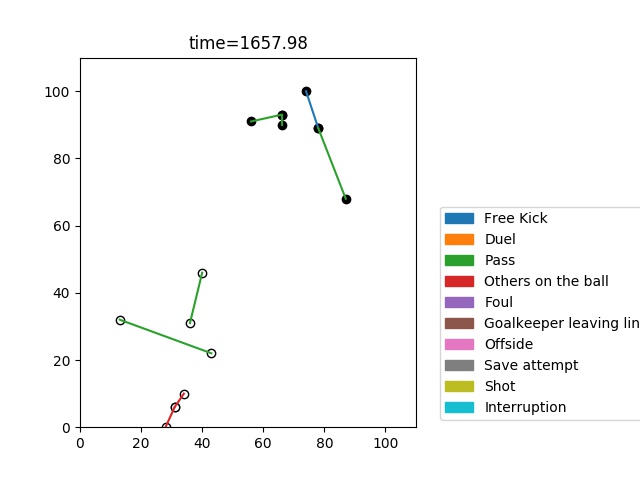 time=1657.98
100
80
60
40
20
0
0 20 40 60 80 100
Free Kick
Duel
Pass
Others on the ball
Foul
Goalkeeper leaving lin
Offside
Save attempt
Shot
Interruption